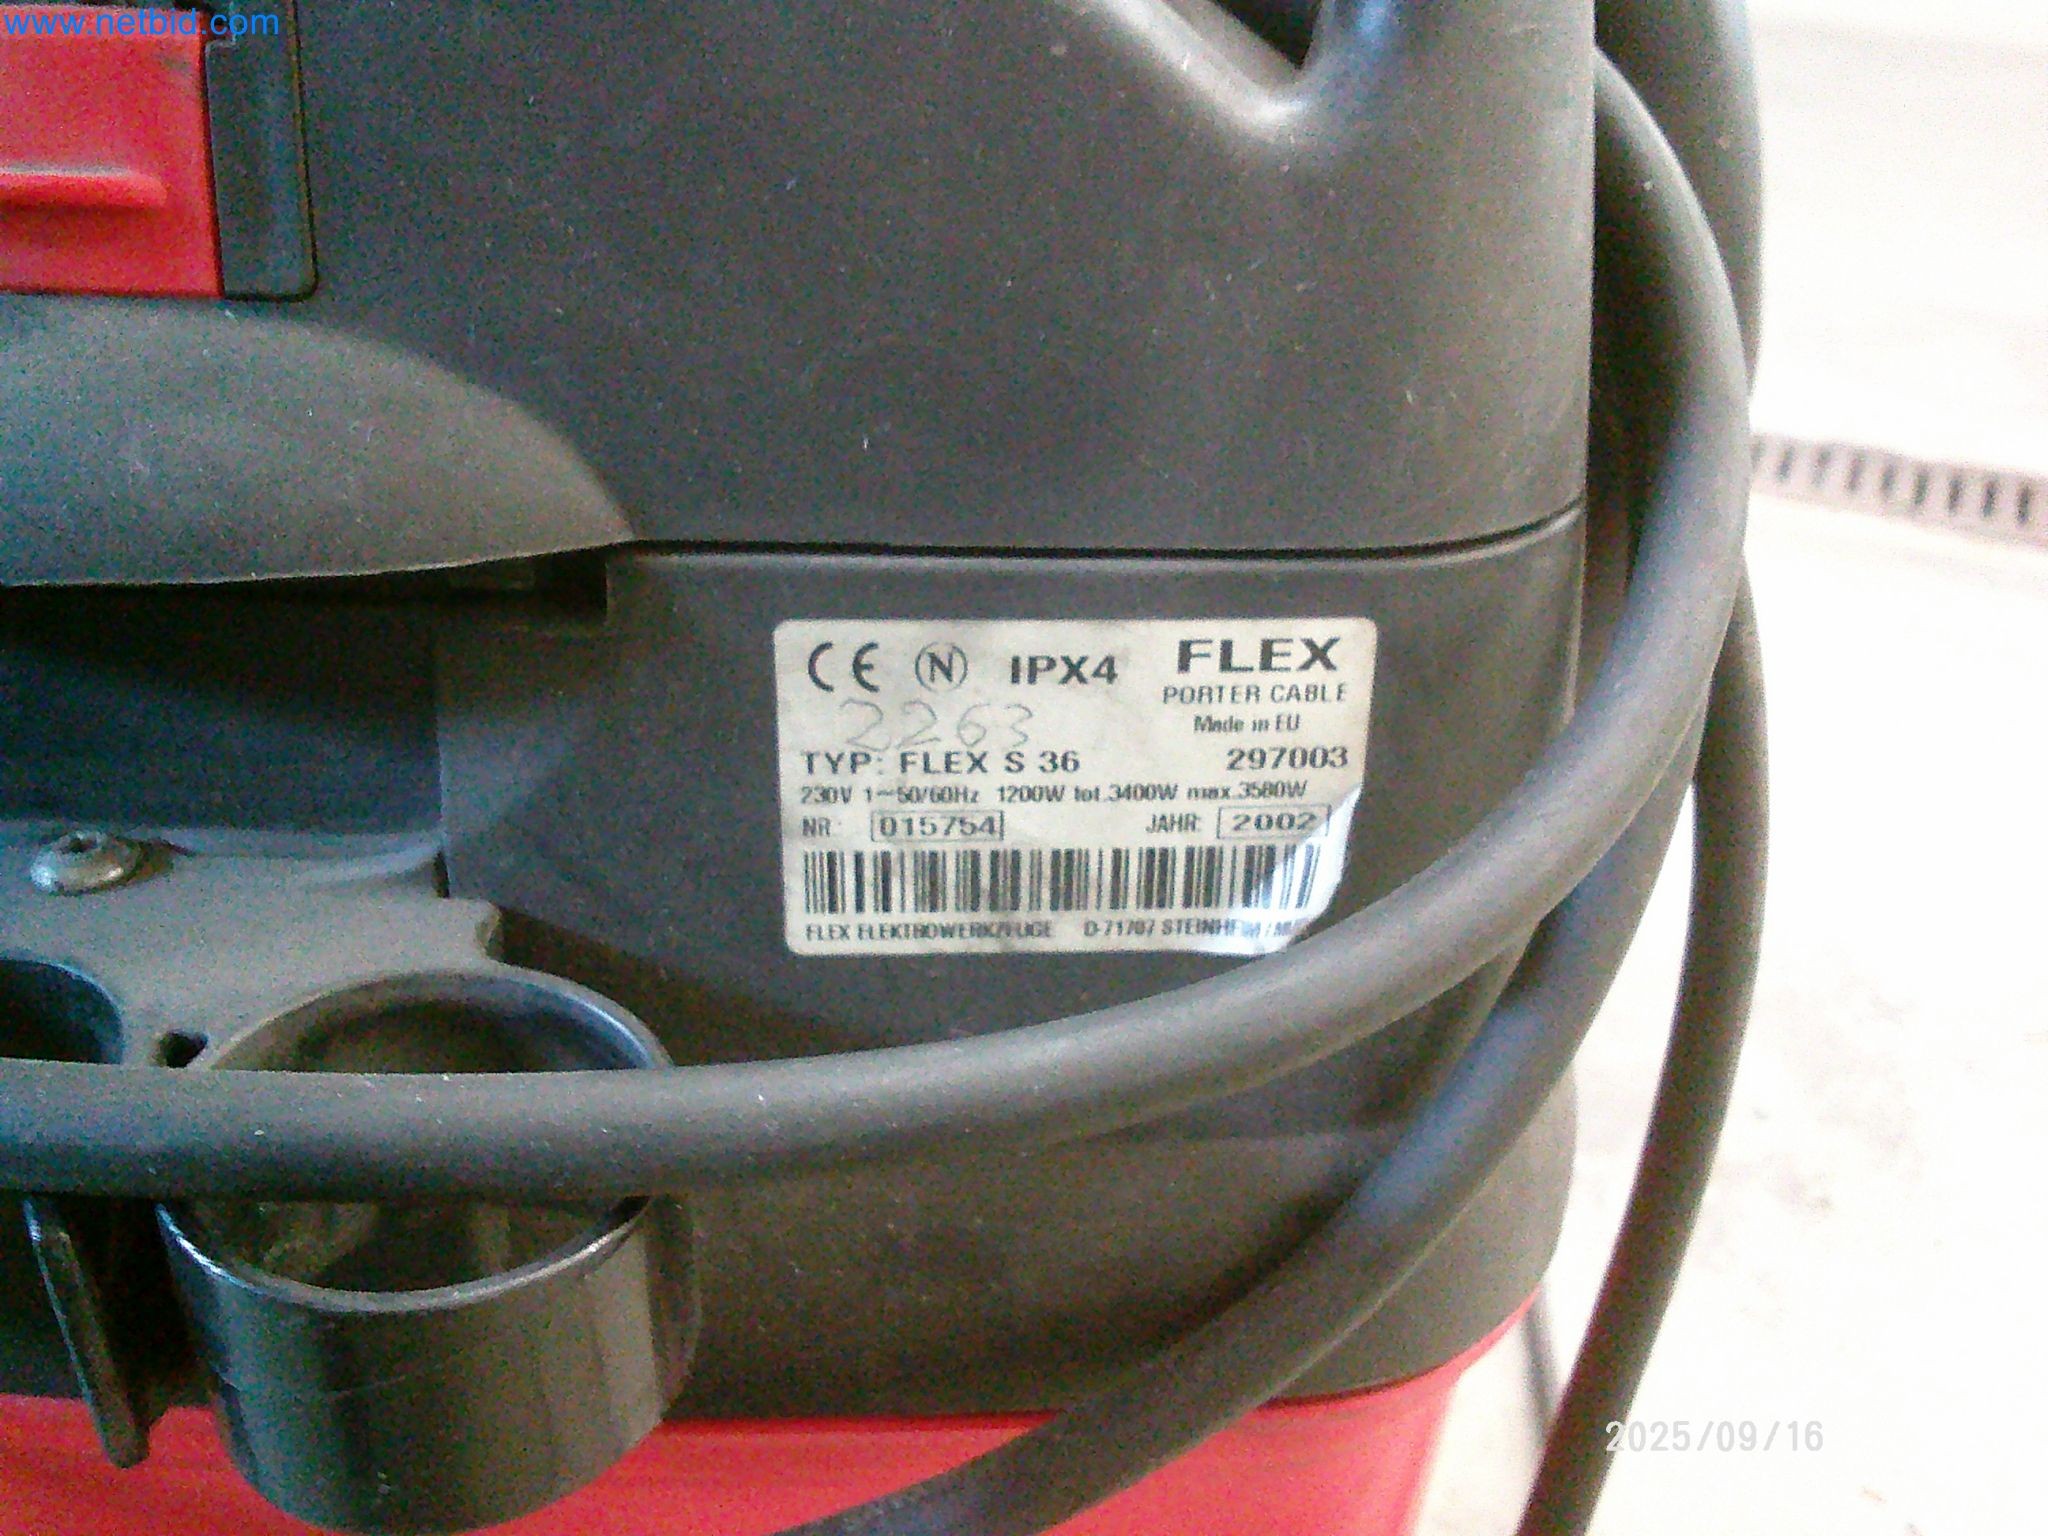 www.netbid.com
CE N IPX4 FLEX
PORTER CABLE
2263 Made in EU
TYP: FLEX S 36 297003
230V 1~50/60Hz 1200W tot.3400W max.3580W
NR: 015754 JAHR: 2002
FLEX ELEKTROWERKZEUGE D-71707 STEINHEIM
2025/09/16